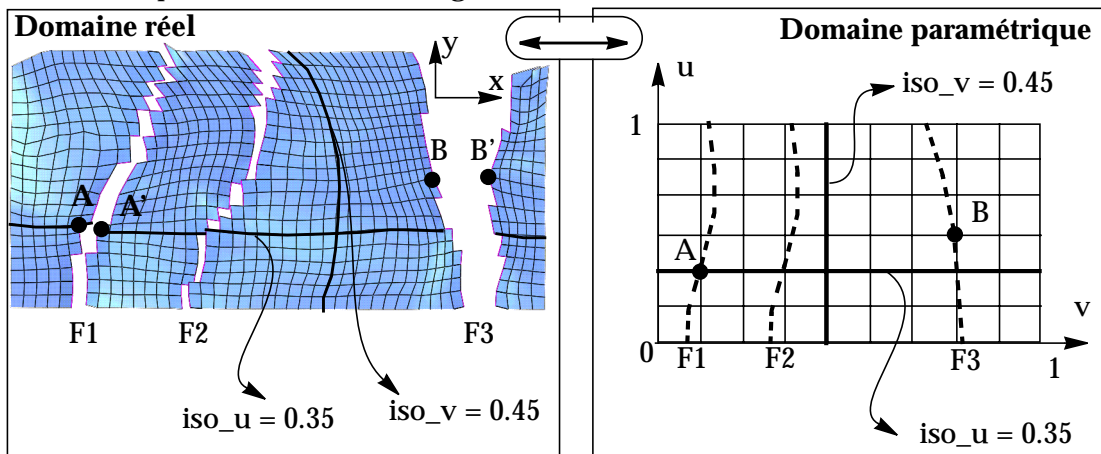 Domaine réel
y
x
B
B'
A
A'
F1
F2
F3
iso_u = 0.35
iso_v = 0.45
Domaine paramétrique
u
iso_v = 0.45
1
B
A
v
0
F1
F2
F3
1
iso_u = 0.35